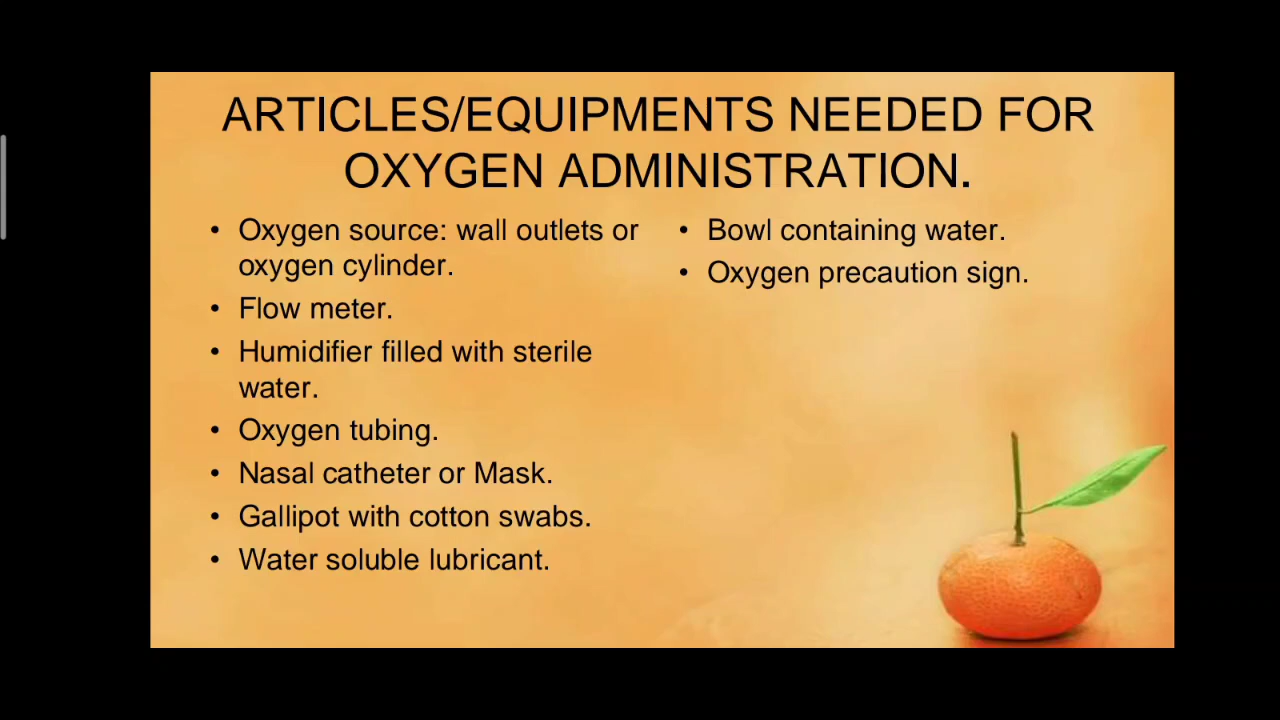 ARTICLES/EQUIPMENTS NEEDED FOR
OXYGEN ADMINISTRATION.
• Oxygen source: wall outlets or
oxygen cylinder.
• Flow meter.
• Humidifier filled with sterile
water.
• Oxygen tubing.
• Nasal catheter or Mask.
• Gallipot with cotton swabs.
• Water soluble lubricant.
• Bowl containing water.
• Oxygen precaution sign.